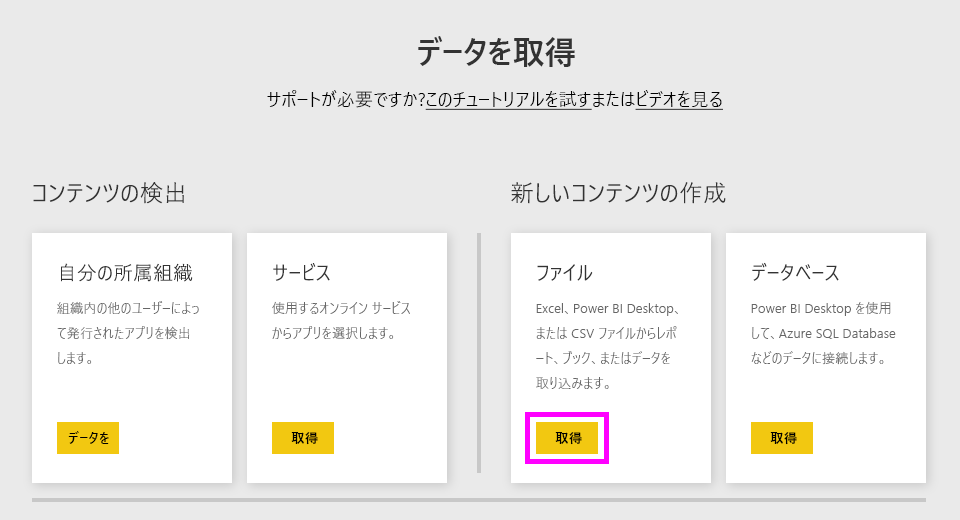 データを取得
サポートが必要ですか?このチュートリアルを試すまたはビデオを見る
コンテンツの検出
新しいコンテンツの作成
自分の所属組織
組織内の他のユーザーによっ
て発行されたアプリを検出
します。
データを
サービス
使用するオンライン サービス
からアプリを選択します。
取得
ファイル
Excel、Power BI Desktop、
または CSV ファイルからレポ
ート、ブック、またはデータを
取り込みます。
取得
データベース
Power BI Desktop を使用
して、Azure SQL Database
などのデータに接続します。
取得